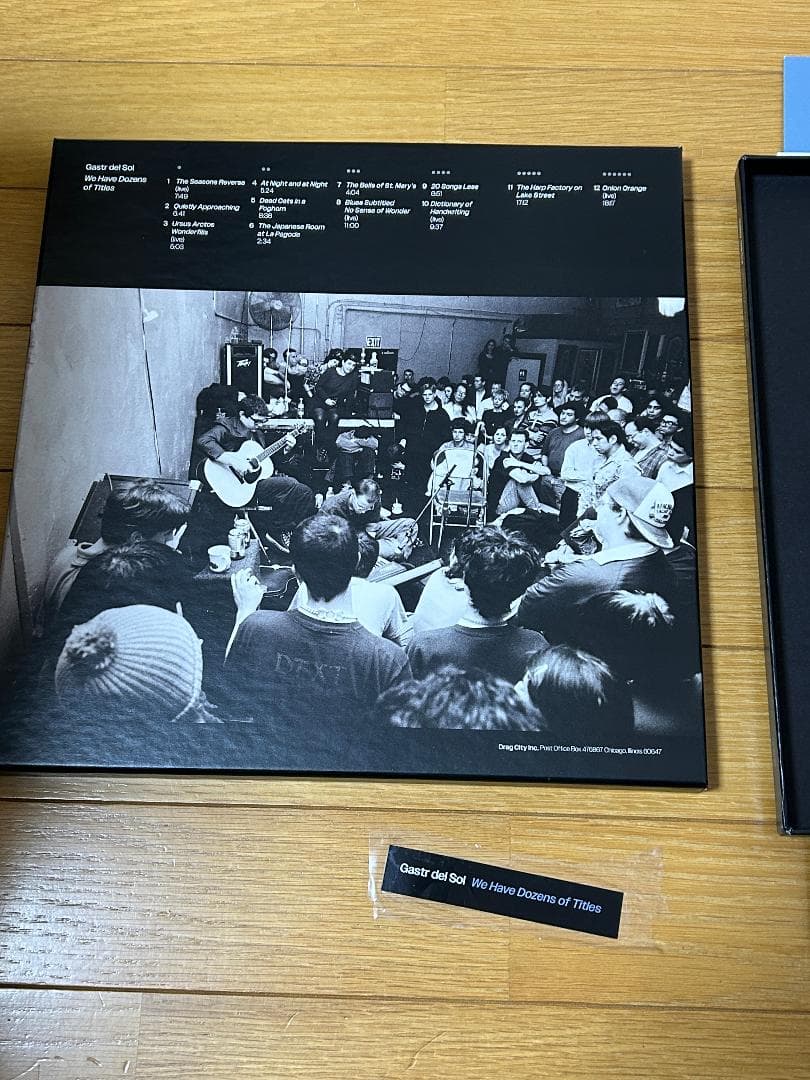 Gastr del Sol
We Have Dozens
of Titles
1 The Seasons Reverse
(live)
7:49
2 Quietly Approaching
6:41
3 Ursus Arctos
Wonderfilis
(live)
5:03
4 At Night and at Night
5:24
5 Dead Cats in a
Foghorn
8:38
6 The Japanese Room
at La Pagode
2:34
7 The Bells of St. Mary's
4:04
8 Blues Subtitled
No Sense of Wonder
(live)
11:00
9 20 Songs Less
6:51
10 Dictionary of
Handwriting
(live)
9:37
11 The Harp Factory on
Lake Street
17:12
12 Onion Orange
(live)
18:17
PEAVEY
EXIT
DEXT
Drag City Inc. Post Office Box 476867 Chicago, Illinois 60647
Gastr del Sol We Have Dozens of Titles